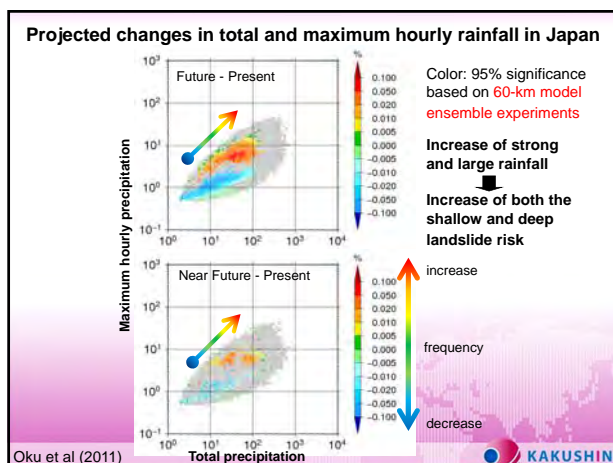 Projected changes in total and maximum hourly rainfall in Japan
Maximum hourly precipitation
Future - Present
10³
10²
10¹
10⁰
10⁻¹
10⁰ 10¹ 10² 10³ 10⁴
%
0.100
0.050
0.020
0.010
0.005
0.000
−0.005
−0.010
−0.020
−0.050
−0.100
Color: 95% significance
based on 60-km model
ensemble experiments
Increase of strong
and large rainfall
Increase of both the
shallow and deep
landslide risk
Near Future - Present
10³
10²
10¹
10⁰
10⁻¹
10⁰ 10¹ 10² 10³ 10⁴
%
0.100
0.050
0.020
0.010
0.005
0.000
−0.005
−0.010
−0.020
−0.050
−0.100
increase
frequency
decrease
Total precipitation
Oku et al (2011)
KAKUSHIN